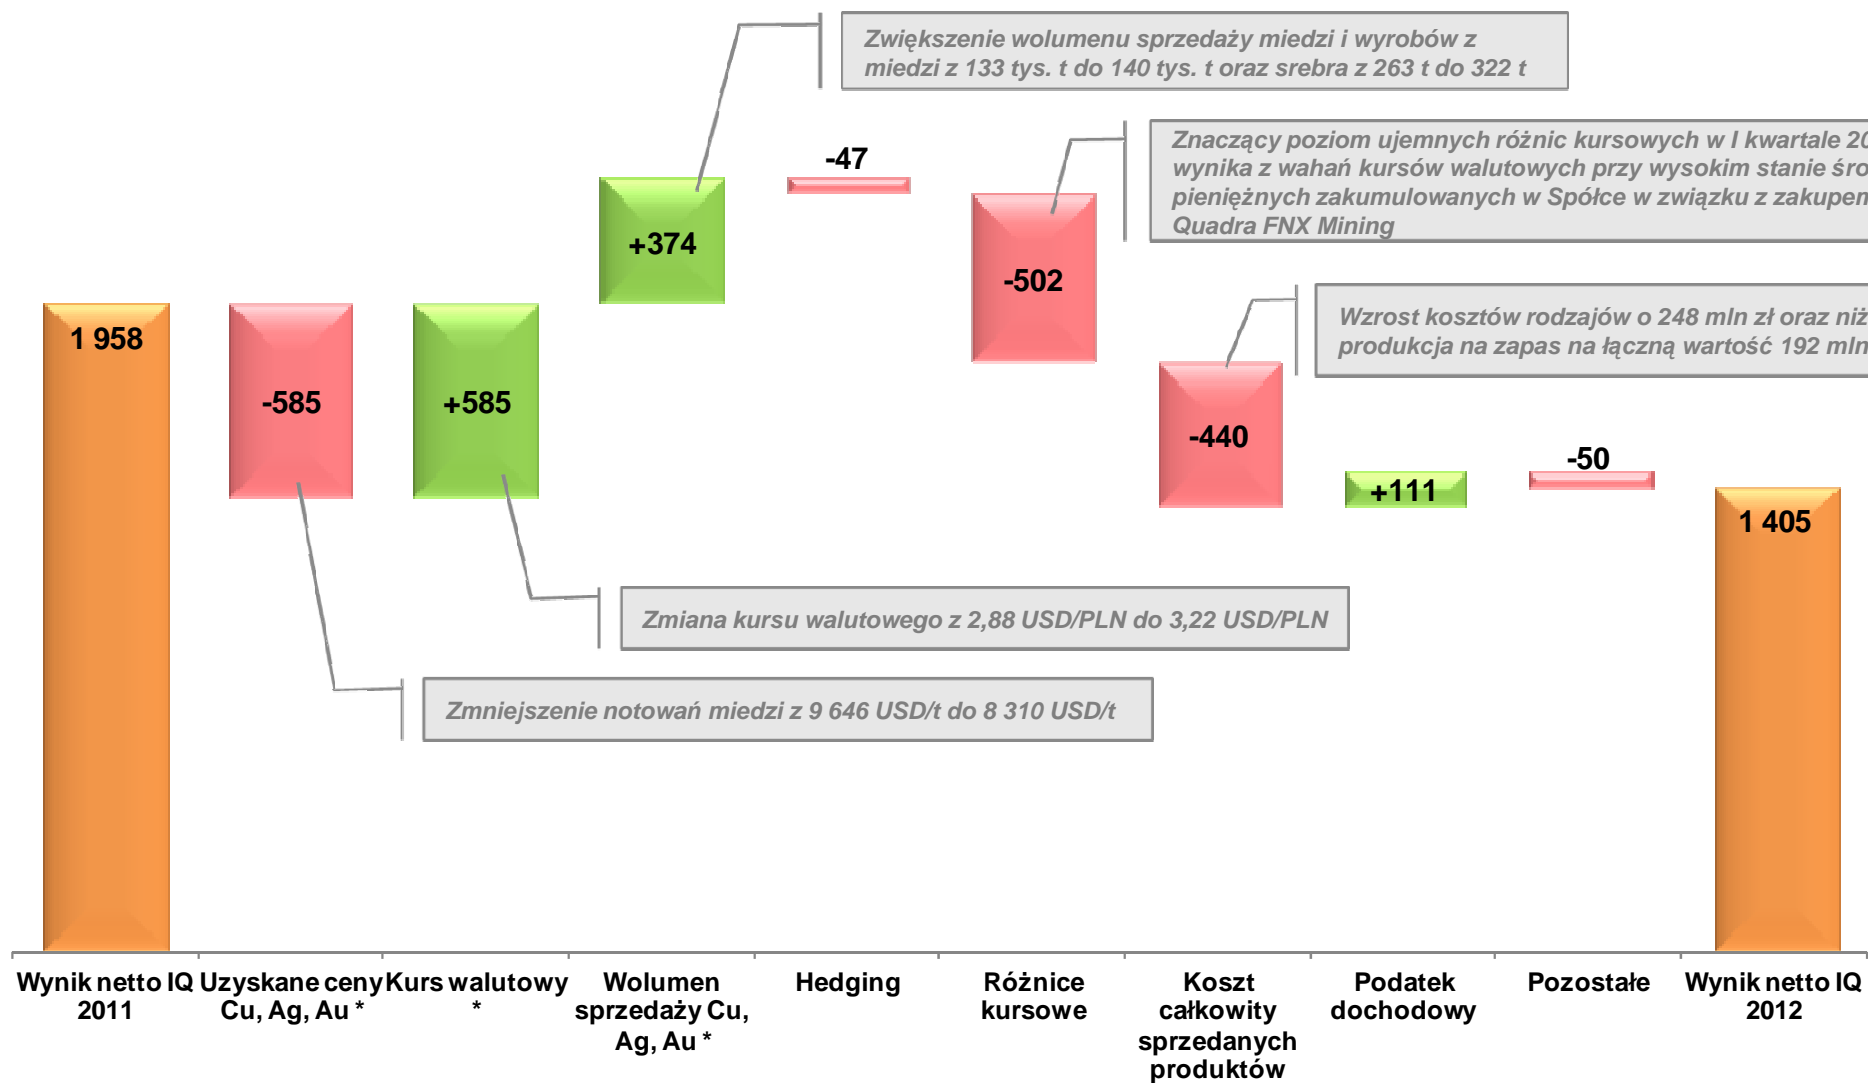 Zwiększenie wolumenu sprzedaży miedzi i wyrobów z
miedzi z 133 tys. t do 140 tys. t oraz srebra z 263 t do 322 t
Znaczący poziom ujemnych różnic kursowych w I kwartale
wynika z wahań kursów walutowych przy wysokim stanie
pieniężnych zakumulowanych w Spółce w związku z zakupem
Quadra FNX Mining
-47
+374
-502
Wzrost kosztów rodzajów o 248 mln zł oraz
produkcja na zapas na łączną wartość 192 mln
1 958
-585
+585
-440
-50
+111
1 405
Zmiana kursu walutowego z 2,88 USD/PLN do 3,22 USD/PLN
Zmniejszenie notowań miedzi z 9 646 USD/t do 8 310 USD/t
Wynik netto IQ
2011
Uzyskane ceny
Cu, Ag, Au *
Kurs walutowy
*
Wolumen
sprzedaży Cu,
Ag, Au *
Hedging
Różnice
kursowe
Koszt
całkowity
sprzedanych
produktów
Podatek
dochodowy
Pozostałe
Wynik netto IQ
2012